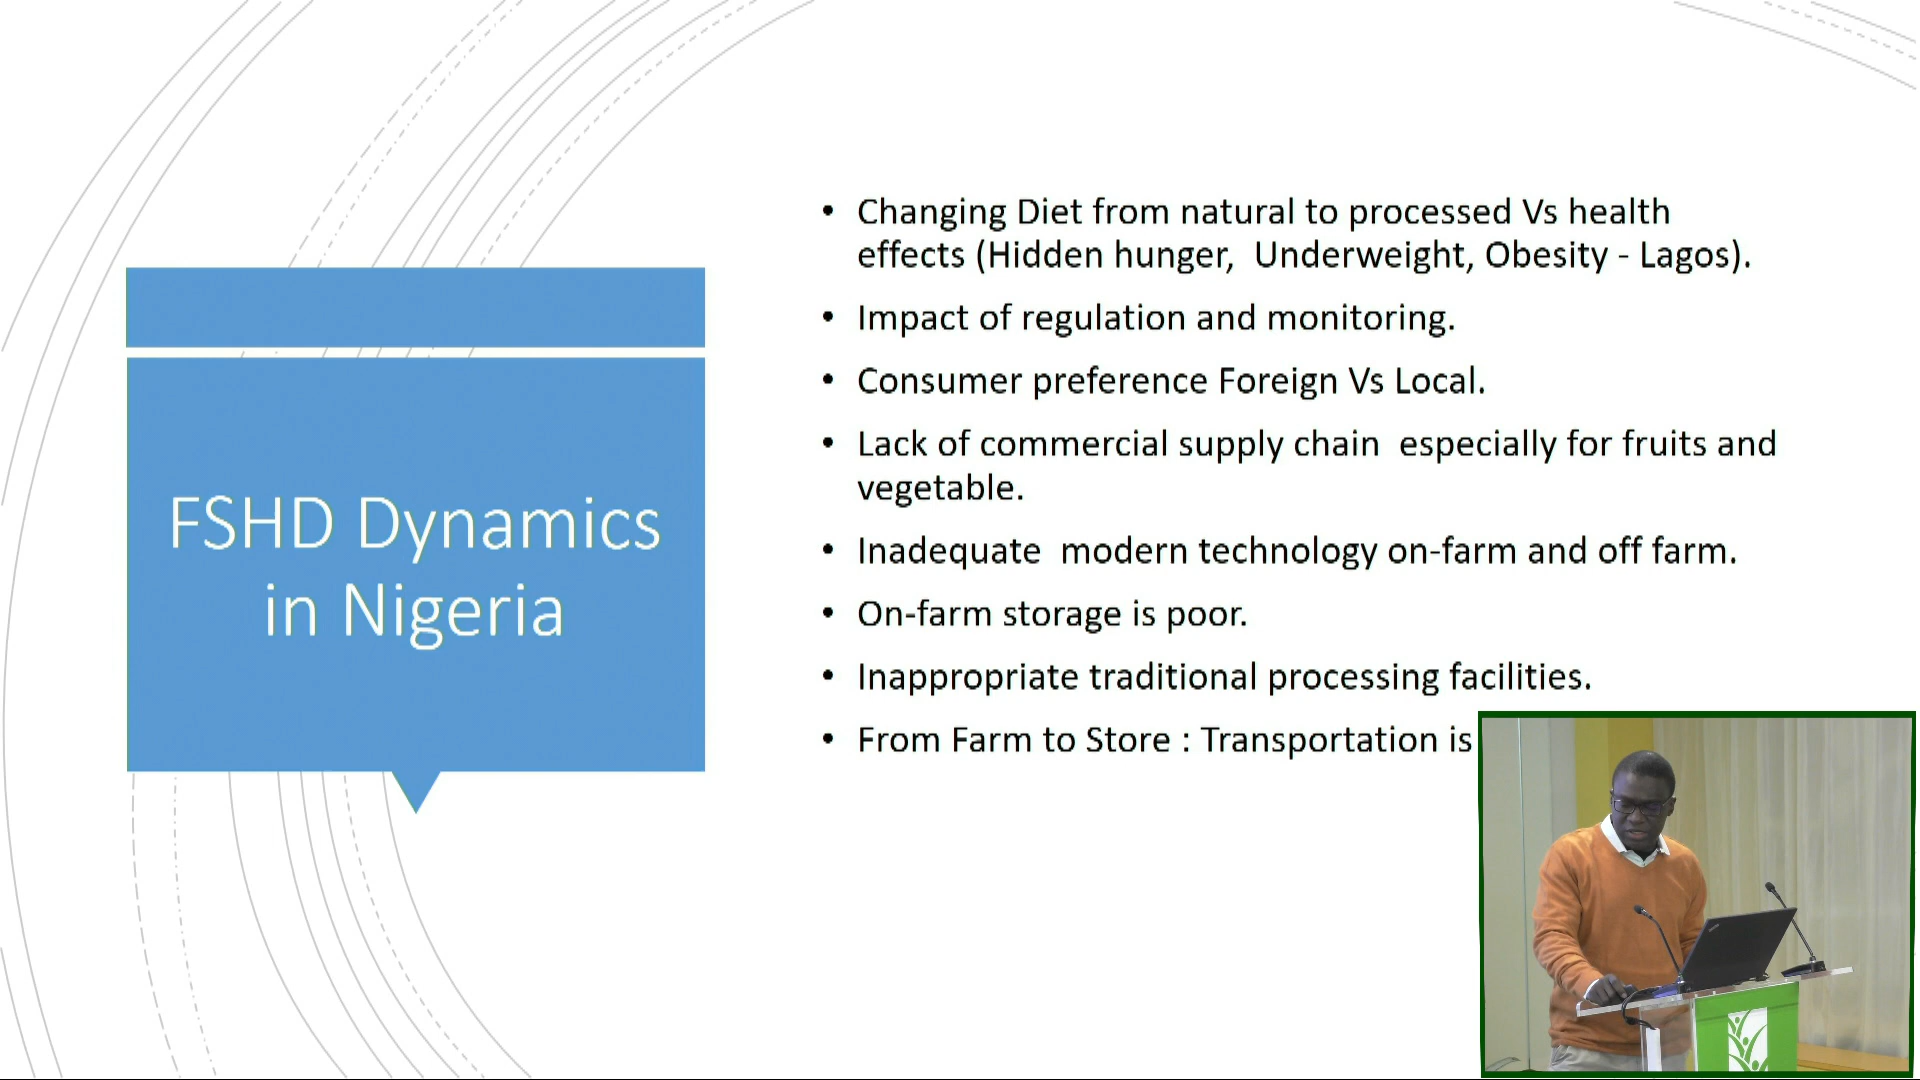 FSHD Dynamics
in Nigeria
• Changing Diet from natural to processed Vs health
effects (Hidden hunger,  Underweight, Obesity - Lagos).
• Impact of regulation and monitoring.
• Consumer preference Foreign Vs Local.
• Lack of commercial supply chain  especially for fruits and
vegetable.
• Inadequate  modern technology on-farm and off farm.
• On-farm storage is poor.
• Inappropriate traditional processing facilities.
• From Farm to Store : Transportation is